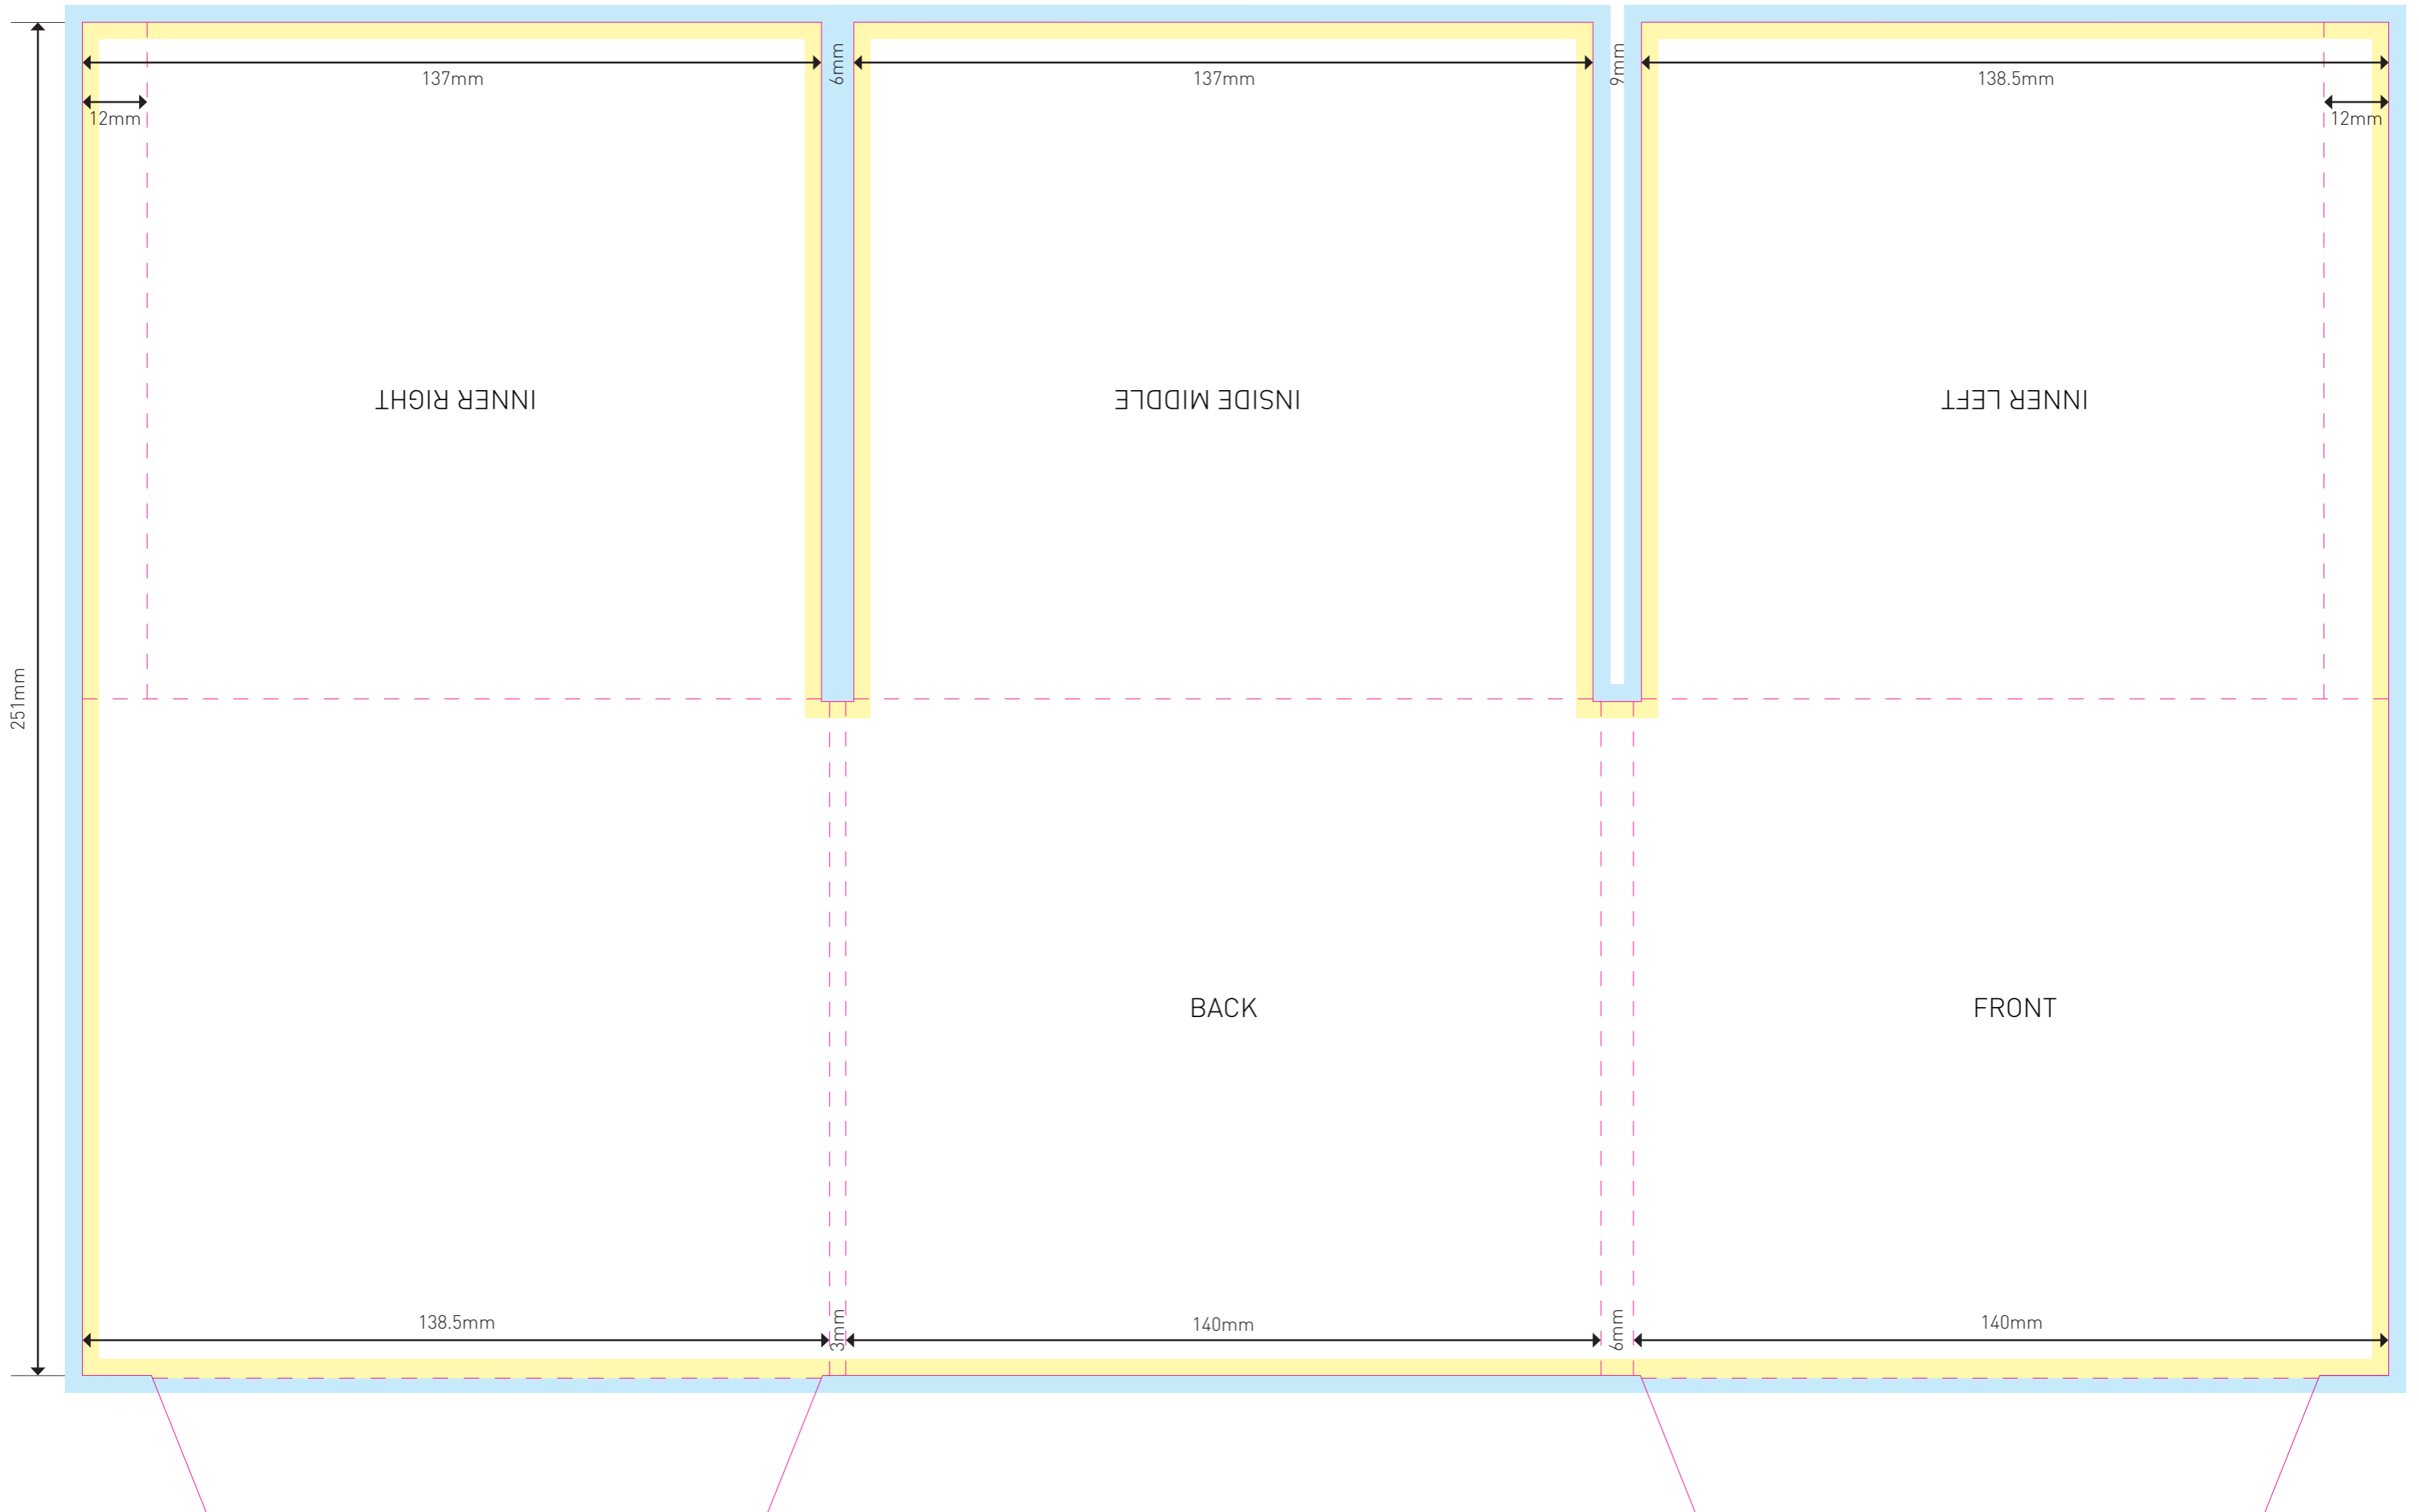 137mm
6mm
137mm
9mm
138.5mm
12mm
12mm
INNER RIGHT
INSIDE MIDDLE
INNER LEFT
251mm
BACK
FRONT
138.5mm
3mm
140mm
6mm
140mm